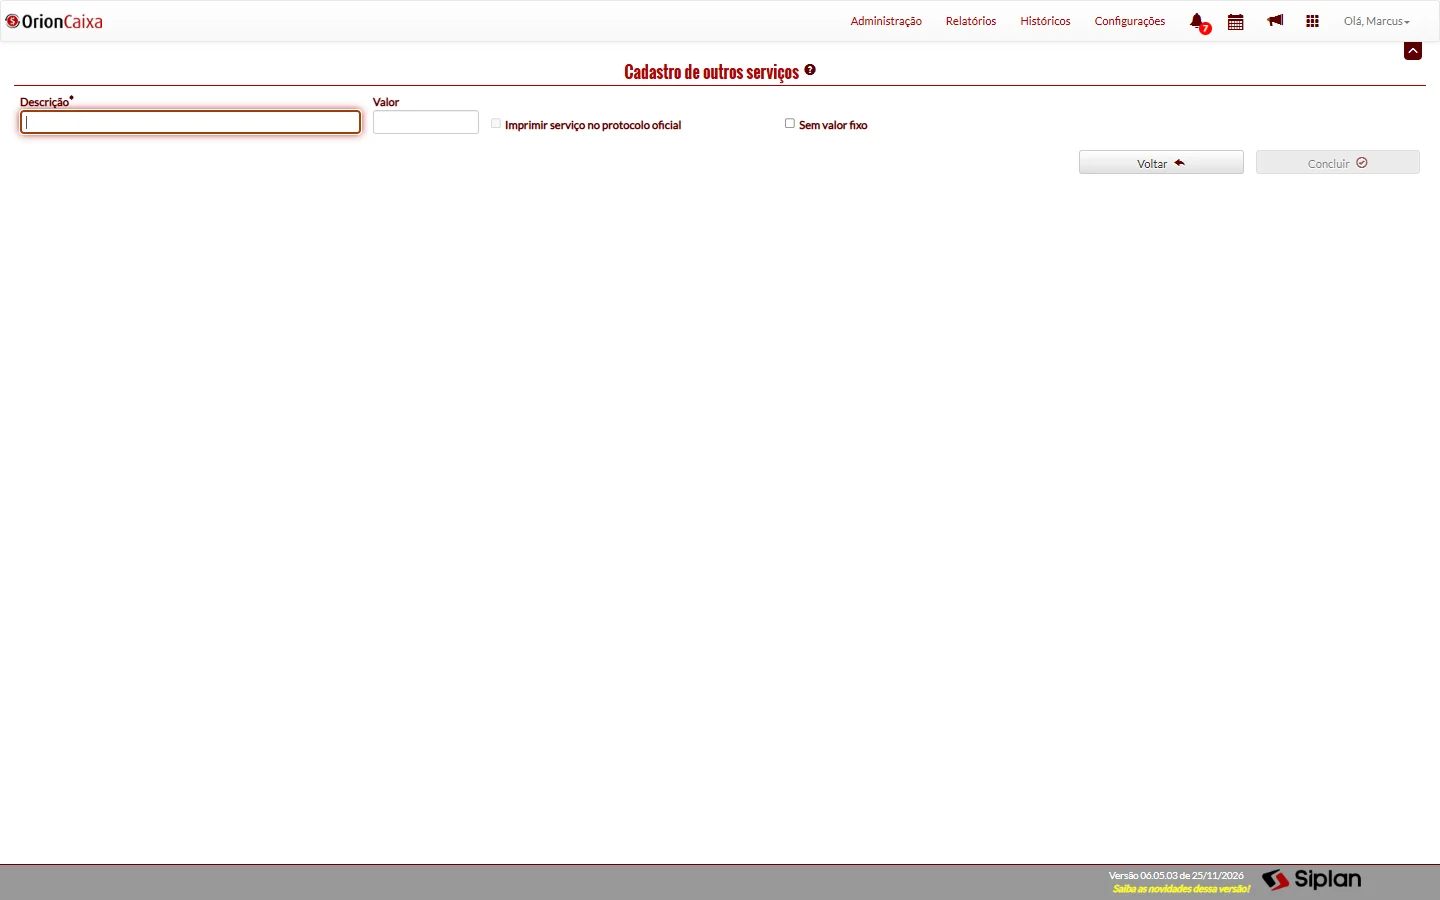 OrionCaixa
Administração Relatórios Históricos Configurações 7 Olá, Marcus
Cadastro de outros serviços ?
Descrição* Valor
Imprimir serviço no protocolo oficial Sem valor fixo
Voltar Concluir
Versão 06.05.03 de 25/11/2026
Saiba as novidades dessa versão!
Siplan